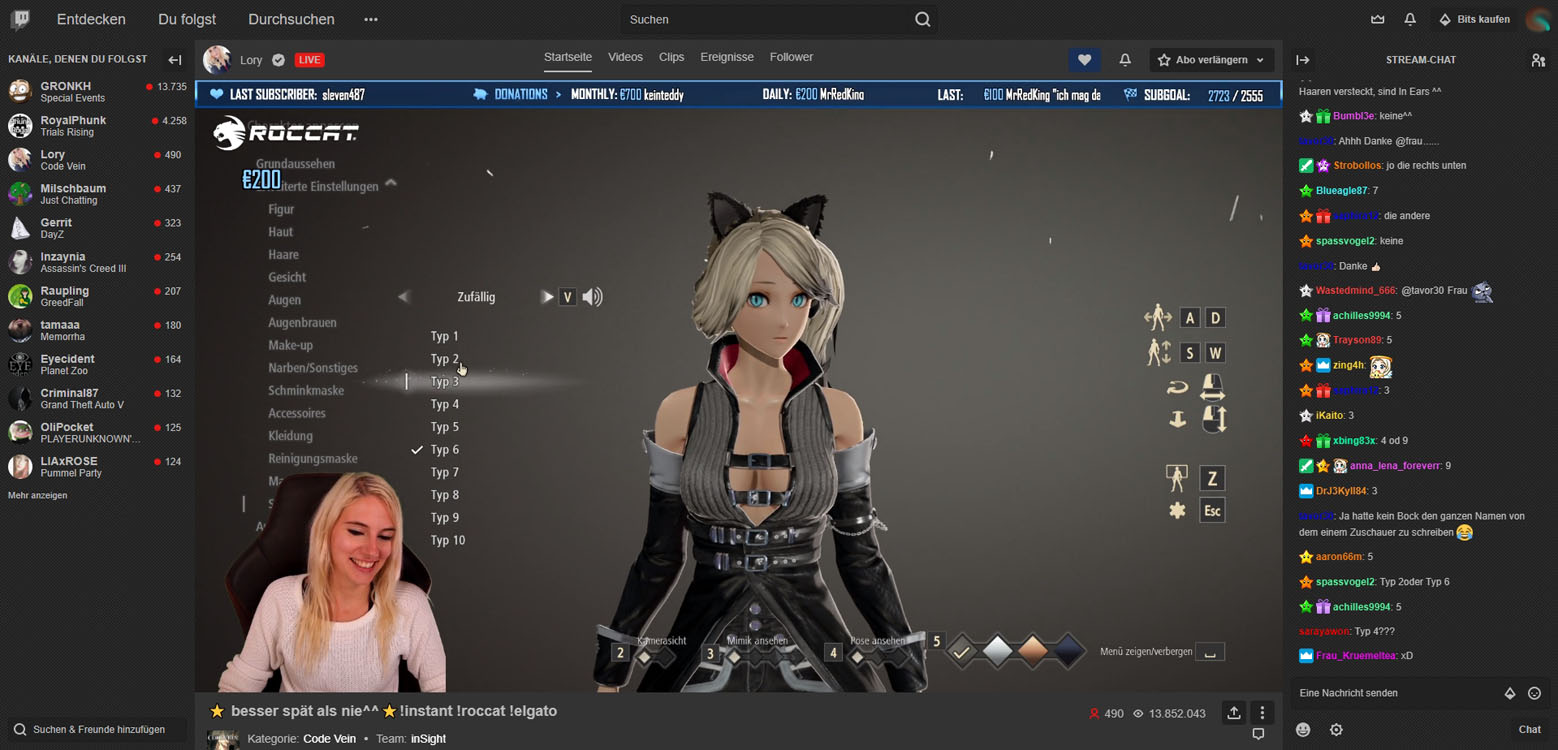 Entdecken
Du folgst
Durchsuchen
Suchen
Bits kaufen
KANÄLE, DENEN DU FOLGST
GRONKH
13.735
Special Events
RoyalPhunk
4.258
Trials Rising
Lory
490
Code Vein
Milschbaum
437
Just Chatting
Gerrit
323
DayZ
Inzaynia
254
Assassin's Creed III
Raupling
207
GreedFall
tamaaa
180
Memorrha
Eyecident
164
Planet Zoo
Criminal87
132
Grand Theft Auto V
OliPocket
125
PLAYERUNKNOWN'...
LIAxROSE
124
Pummel Party
Mehr anzeigen
Suchen & Freunde hinzufügen
Lory
LIVE
Startseite
Videos
Clips
Ereignisse
Follower
Abo verlängern
LAST SUBSCRIBER: sleven487
DONATIONS > MONTHLY: €700 keinteddy
DAILY: €200 MrRedKing
LAST: €100 MrRedKing "ich mag de
SUBGOAL: 2723 / 2555
ROCCAT
Grundaussehen
€200
Figur
Haut
Haare
Gesicht
Augen
Augenbrauen
Make-up
Narben/Sonstiges
Schminkmaske
Accessoires
Kleidung
Reinigungsmaske
Zufällig
V
Typ 1
Typ 2
Typ 3
Typ 4
Typ 5
Typ 6
Typ 7
Typ 8
Typ 9
Typ 10
A D
S W
Z
Esc
2 Kamerasicht
3 Mimik ansehen
4 Pose ansehen
5
Menü zeigen/verbergen
besser spät als nie^^ !instant !roccat !elgato
490
13.852.043
Kategorie: Code Vein • Team: inSight
STREAM-CHAT
Haaren versteckt, sind In Ears ^^
Bumbl3e: keine^^
: Ahhh Danke @frau......
Strobollos: jo die rechts unten
Blueagle87: 7
: die andere
spassvogel2: keine
: Danke
Wastedmind_666: @tavor30 Frau
achilles9994: 5
Trayson89: 5
zing4h:
: 3
iKaito: 3
xbing83x: 4 od 9
anna_lena_foreverr: 9
DrJ3Kyll84: 3
: Ja hatte kein Bock den ganzen Namen von
dem einem Zuschauer zu schreiben
aaron66m: 5
spassvogel2: Typ 2oder Typ 6
achilles9994: 5
sarayawon: Typ 4???
Frau_Kruemeltea: xD
Eine Nachricht senden
Chat